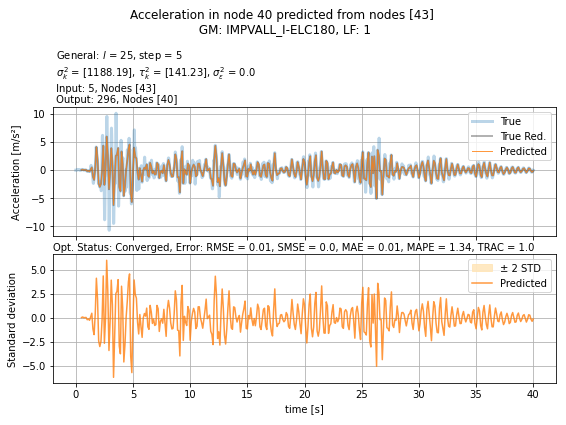 Acceleration in node 40 predicted from nodes [43]
GM: IMPVALL_I-ELC180, LF: 1
General: l = 25, step = 5
σ²ₖ = [1188.19], τ²ₖ = [141.23], σ²ε = 0.0
Input: 5, Nodes [43]
Output: 296, Nodes [40]
Acceleration [m/s²]
10
5
0
−5
−10
True
True Red.
Predicted
Opt. Status: Converged, Error: RMSE = 0.01, SMSE = 0.0, MAE = 0.01, MAPE = 1.34, TRAC = 1.0
Standard deviation
5.0
2.5
0.0
−2.5
−5.0
± 2 STD
Predicted
0 5 10 15 20 25 30 35 40
time [s]